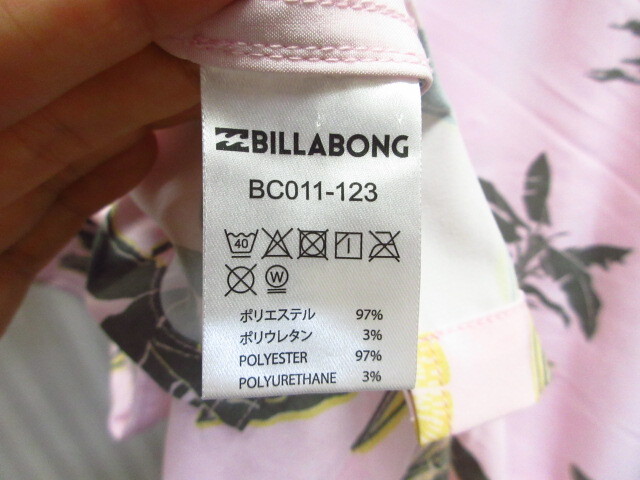 BILLABONG
BC011-123
40
W
ポリエステル 97%
ポリウレタン 3%
POLYESTER 97%
POLYURETHANE 3%